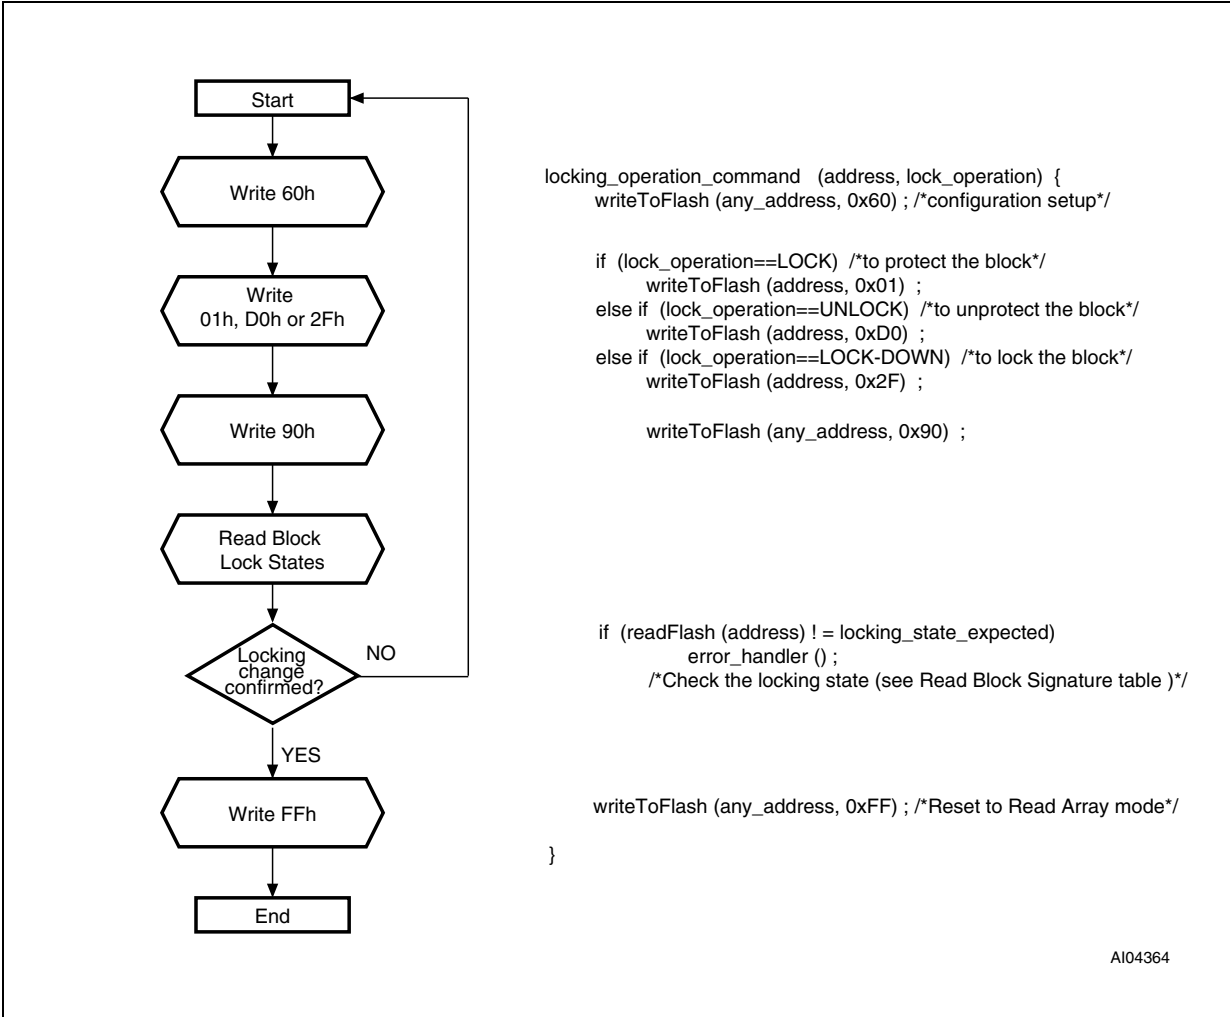 Start
Write 60h
Write
01h, D0h or 2Fh
Write 90h
Read Block
Lock States
Locking
change
confirmed?
NO
YES
Write FFh
End
locking_operation_command (address, lock_operation) {
writeToFlash (any_address, 0x60) ; /*configuration setup*/
if (lock_operation==LOCK) /*to protect the block*/
writeToFlash (address, 0x01) ;
else if (lock_operation==UNLOCK) /*to unprotect the block*/
writeToFlash (address, 0xD0) ;
else if (lock_operation==LOCK-DOWN) /*to lock the block*/
writeToFlash (address, 0x2F) ;
writeToFlash (any_address, 0x90) ;
if (readFlash (address) ! = locking_state_expected)
error_handler () ;
/*Check the locking state (see Read Block Signature table )*/
writeToFlash (any_address, 0xFF) ; /*Reset to Read Array mode*/
}
AI04364